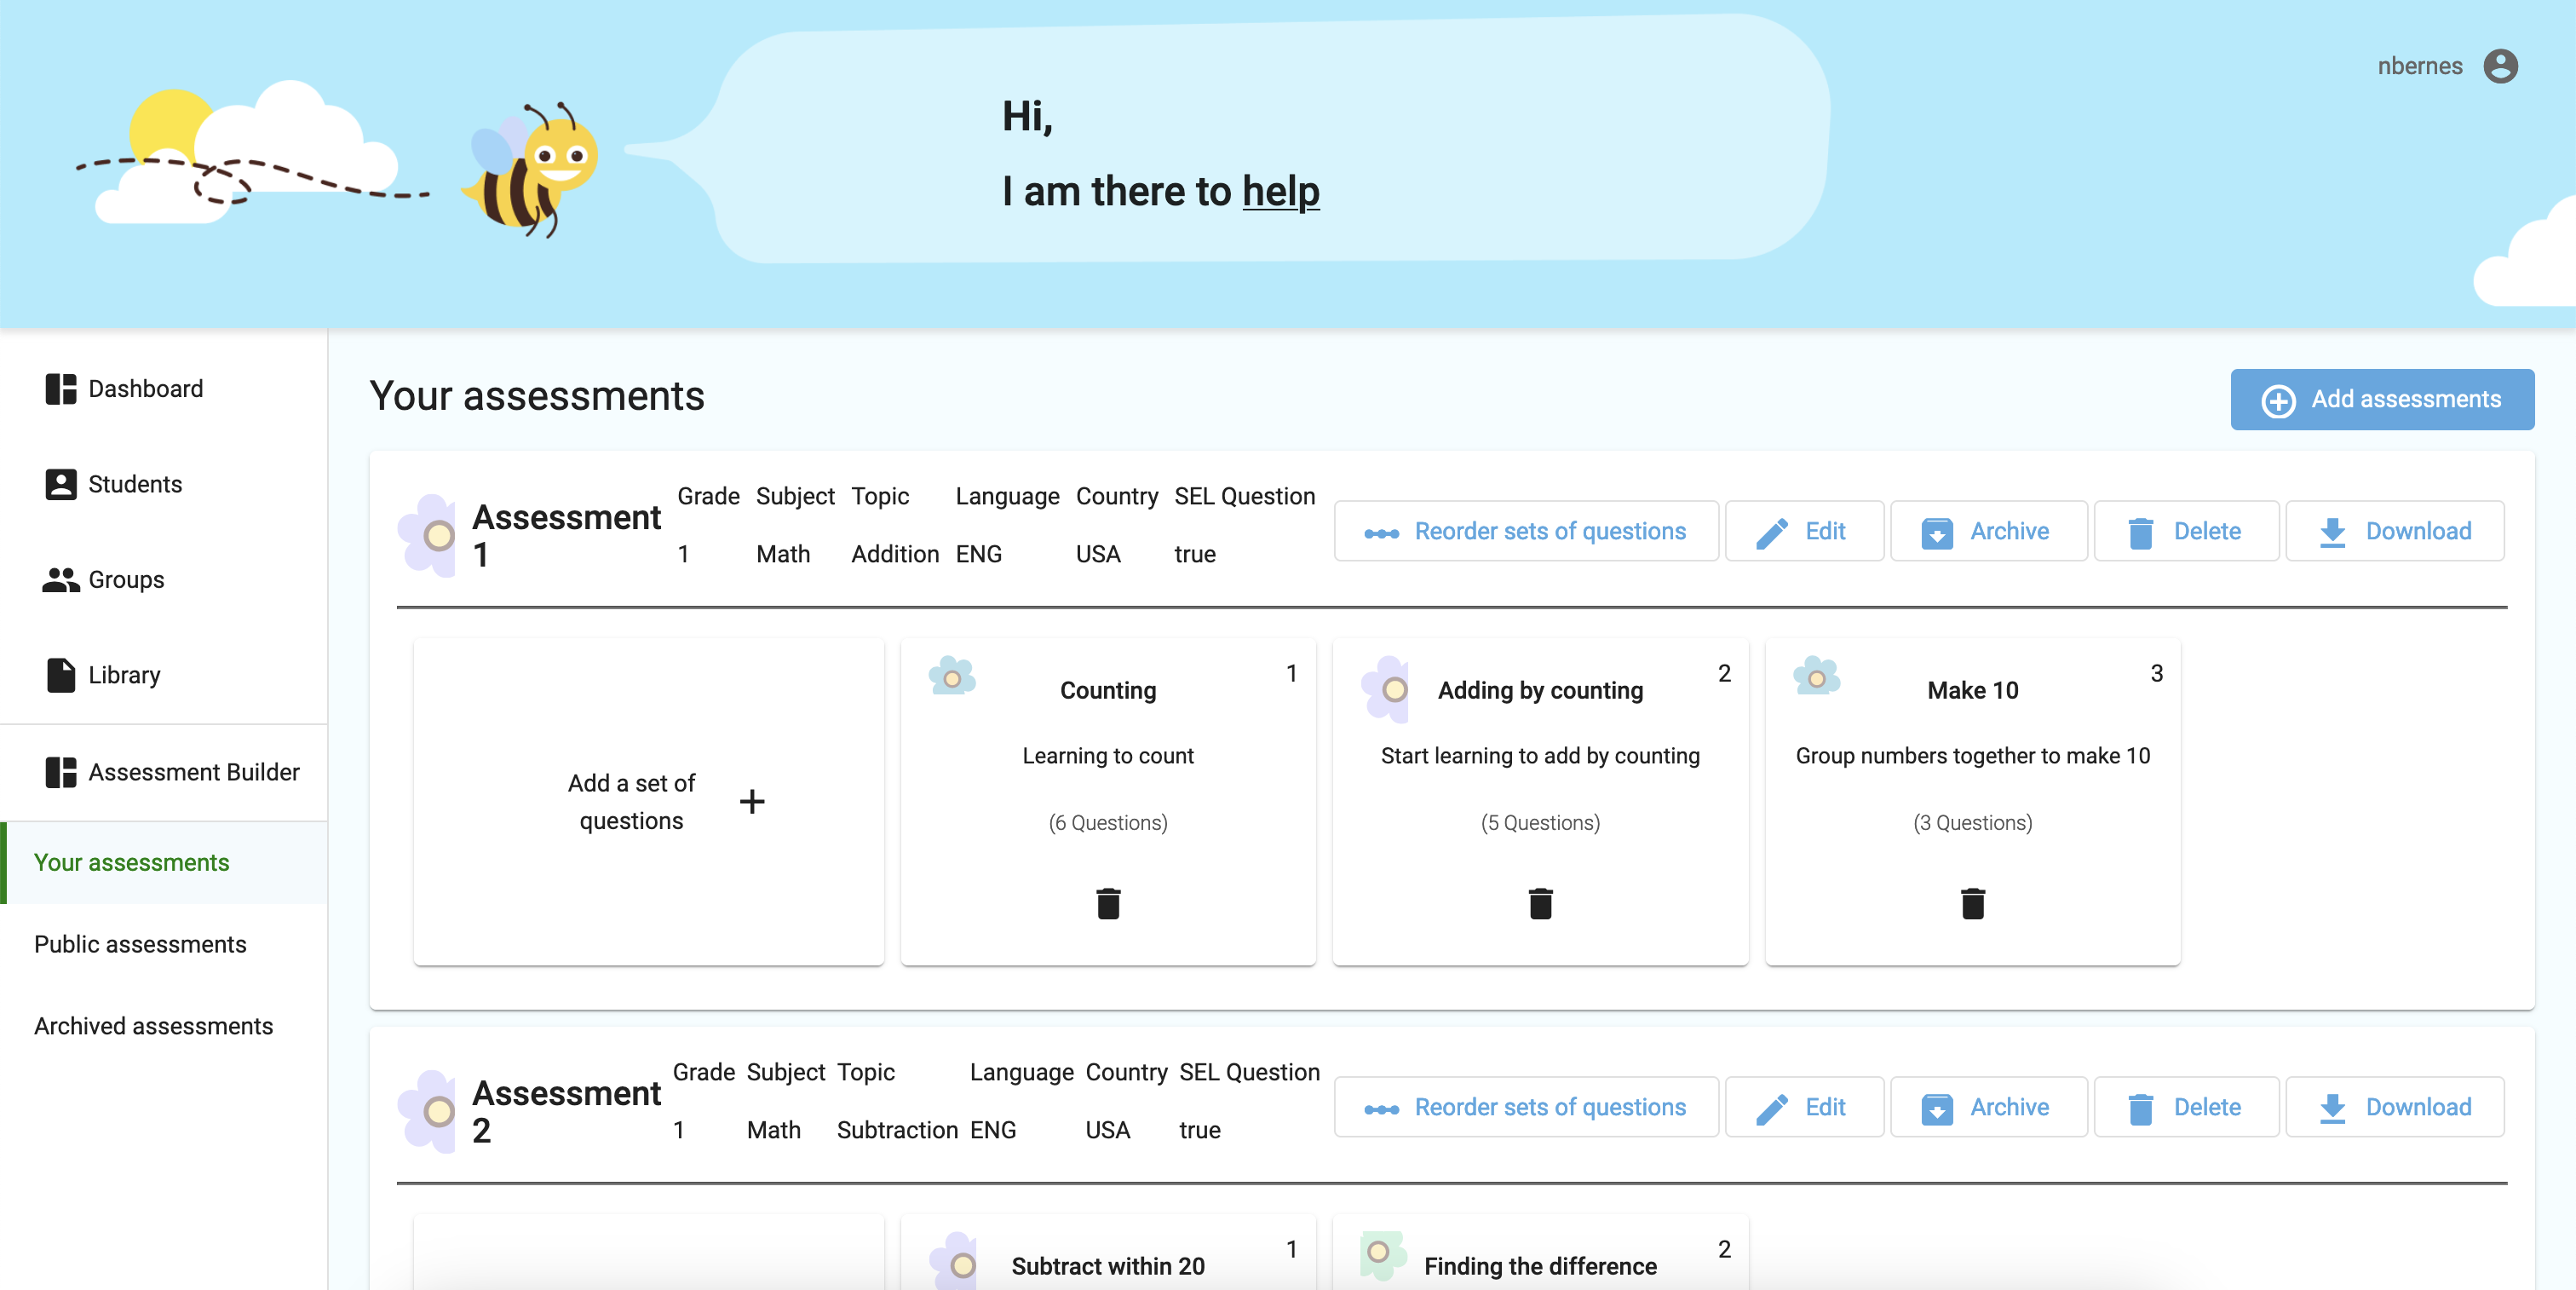 nbernes
Hi,
I am there to help
Dashboard
Students
Groups
Library
Assessment Builder
Your assessments
Public assessments
Archived assessments
Your assessments
Add assessments
Assessment
1
Grade Subject Topic Language Country SEL Question
1 Math Addition ENG USA true
Reorder sets of questions
Edit
Archive
Delete
Download
Add a set of
questions
1
Counting
Learning to count
(6 Questions)
2
Adding by counting
Start learning to add by counting
(5 Questions)
3
Make 10
Group numbers together to make 10
(3 Questions)
Assessment
2
Grade Subject Topic Language Country SEL Question
1 Math Subtraction ENG USA true
Reorder sets of questions
Edit
Archive
Delete
Download
1
Subtract within 20
2
Finding the difference